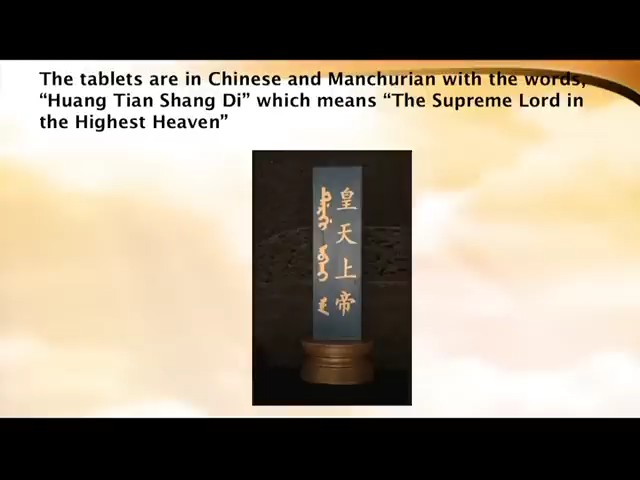 The tablets are in Chinese and Manchurian with the words,
“Huang Tian Shang Di” which means “The Supreme Lord in
the Highest Heaven”
皇天上帝